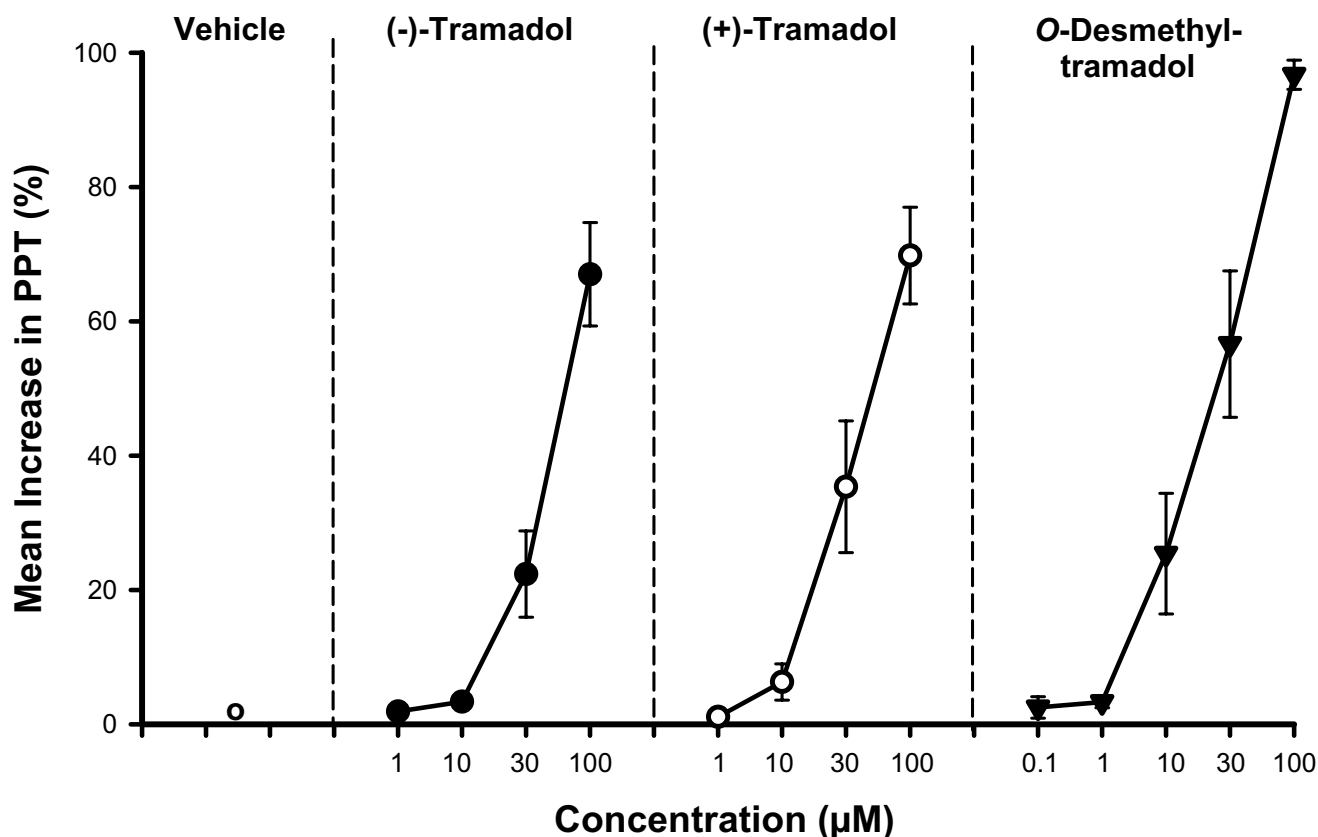 Vehicle
(-)-Tramadol
(+)-Tramadol
O-Desmethyl-
tramadol
Mean Increase in PPT (%)
100
80
60
40
20
0
1 10 30 100
1 10 30 100
0.1 1 10 30 100
Concentration (µM)